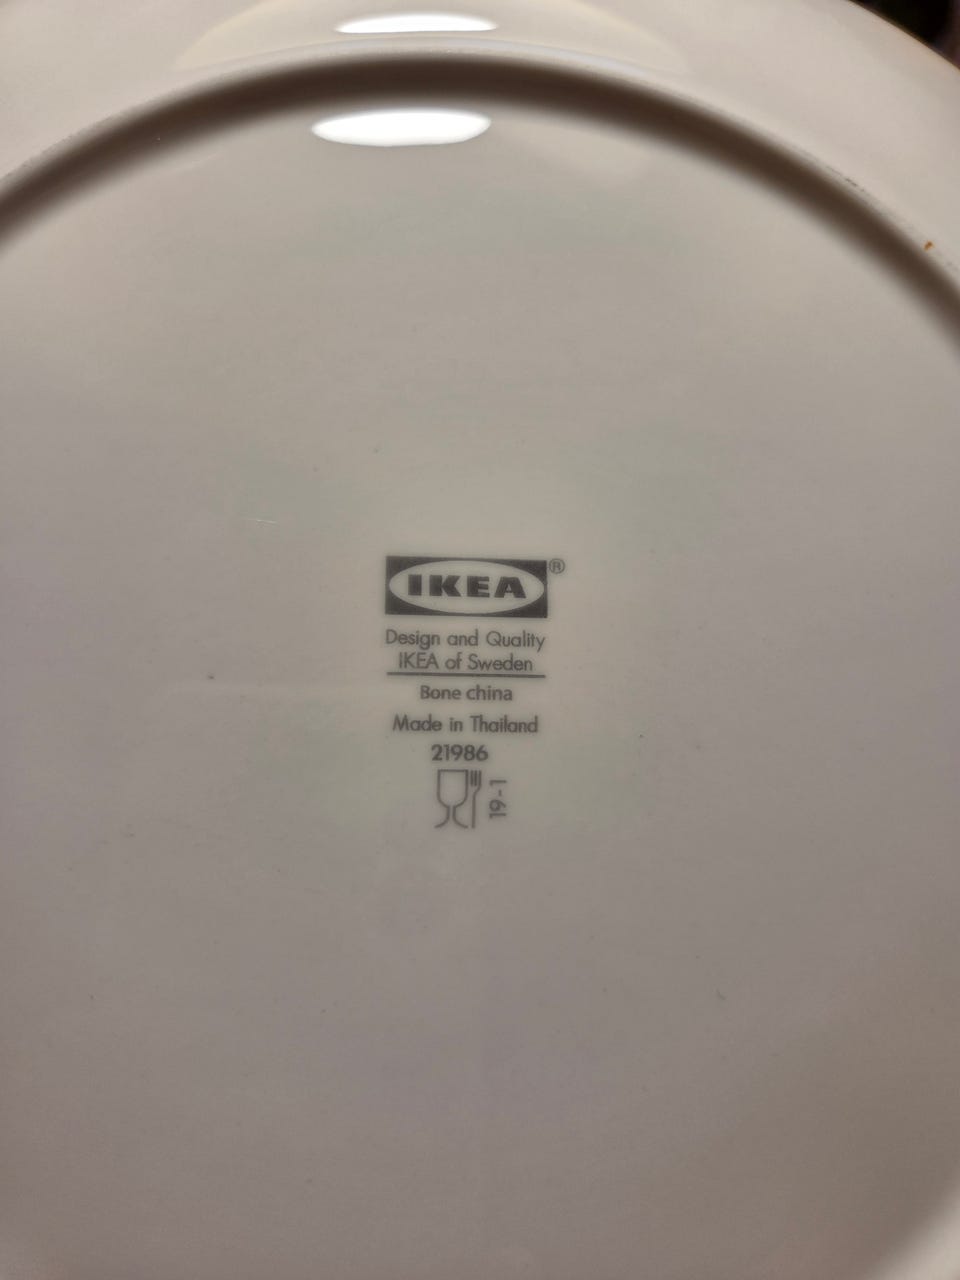 IKEA®
Design and Quality
IKEA of Sweden
Bone china
Made in Thailand
21986
19-1